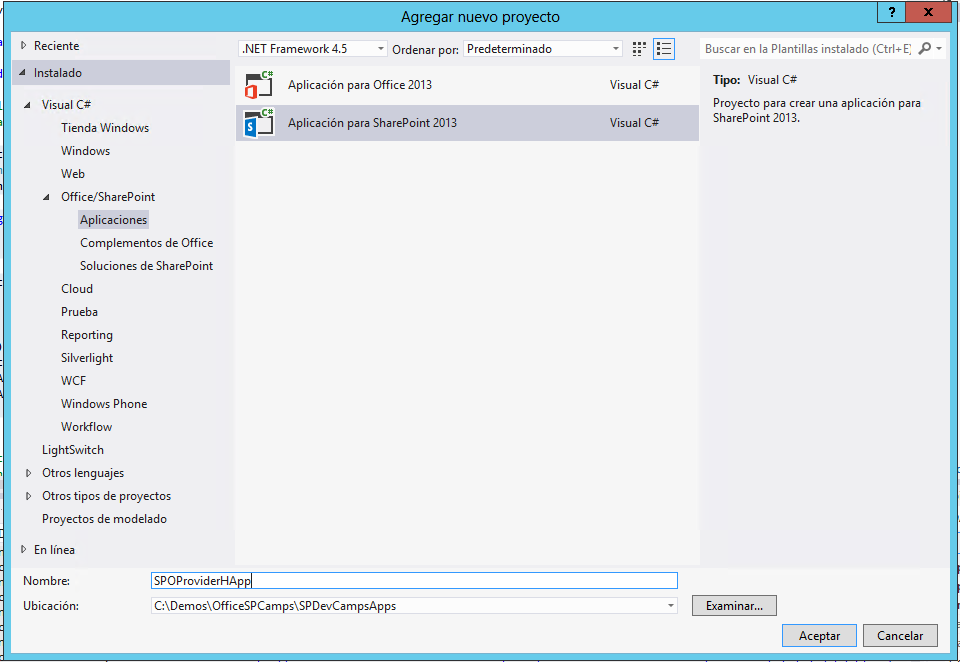 Agregar nuevo proyecto
? x
Reciente
Instalado
Visual C#
Tienda Windows
Windows
Web
Office/SharePoint
Aplicaciones
Complementos de Office
Soluciones de SharePoint
Cloud
Prueba
Reporting
Silverlight
WCF
Windows Phone
Workflow
LightSwitch
Otros lenguajes
Otros tipos de proyectos
Proyectos de modelado
En línea
.NET Framework 4.5 Ordenar por: Predeterminado
C# Aplicación para Office 2013 Visual C#
C# Aplicación para SharePoint 2013 Visual C#
Buscar en la Plantillas instalado (Ctrl+E)
Tipo: Visual C#
Proyecto para crear una aplicación para
SharePoint 2013.
Nombre: SPOProviderHApp
Ubicación: C:\Demos\OfficeSPCamps\SPDevCampsApps
Examinar...
Aceptar Cancelar